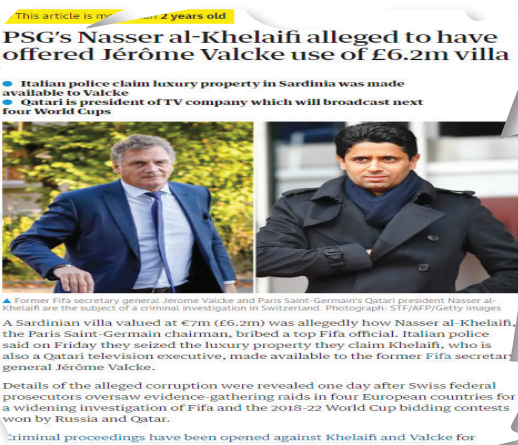 This article is m 2 years old
PSG's Nasser al-Khelaifi alleged to have
offered Jérôme Valcke use of £6.2m villa
Italian police claim luxury property in Sardinia was made
available to Valcke
Qatari is president of TV company which will broadcast next
four World Cups
Former Fifa secretary general Jerome Valcke and Paris Saint-Germain's Qatari president Nasser al-
Khelaifi are the subject of a criminal investigation in Switzerland. Photograph: STF/AFP/Getty Images
A Sardinian villa valued at €7m (£6.2m) was allegedly how Nasser al-Khelaifi,
the Paris Saint-Germain chairman, bribed a top Fifa official. Italian police
said on Friday they seized the luxury property they claim Khelaifi, who is
also a Qatari television executive, made available to the former Fifa secretar
general Jérôme Valcke.
Details of the alleged corruption were revealed one day after Swiss federal
prosecutors oversaw evidence-gathering raids in four European countries for
a widening investigation of Fifa and the 2018-22 World Cup bidding contests
won by Russia and Qatar.
Criminal proceedings have been opened against Khelaifi and Valcke for